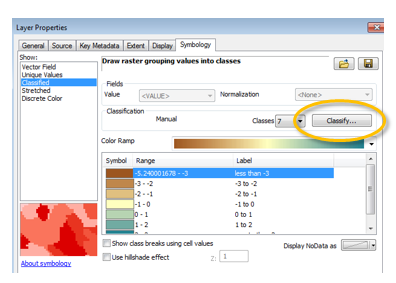 Layer Properties
General Source Key Metadata Extent Display Symbology
Show:
Vector Field
Unique Values
Classified
Stretched
Discrete Color
Draw raster grouping values into classes
Fields
Value <VALUE> Normalization <None>
Classification
Manual Classes 7 Classify...
Color Ramp
Symbol Range Label
-5.240001678 - -3 less than -3
-3 - -2 -3 to -2
-2 - -1 -2 to -1
-1 - 0 -1 to 0
0 - 1 0 to 1
1 - 2 1 to 2
Show class breaks using cell values Display NoData as
Use hillshade effect Z: 1
About symbology